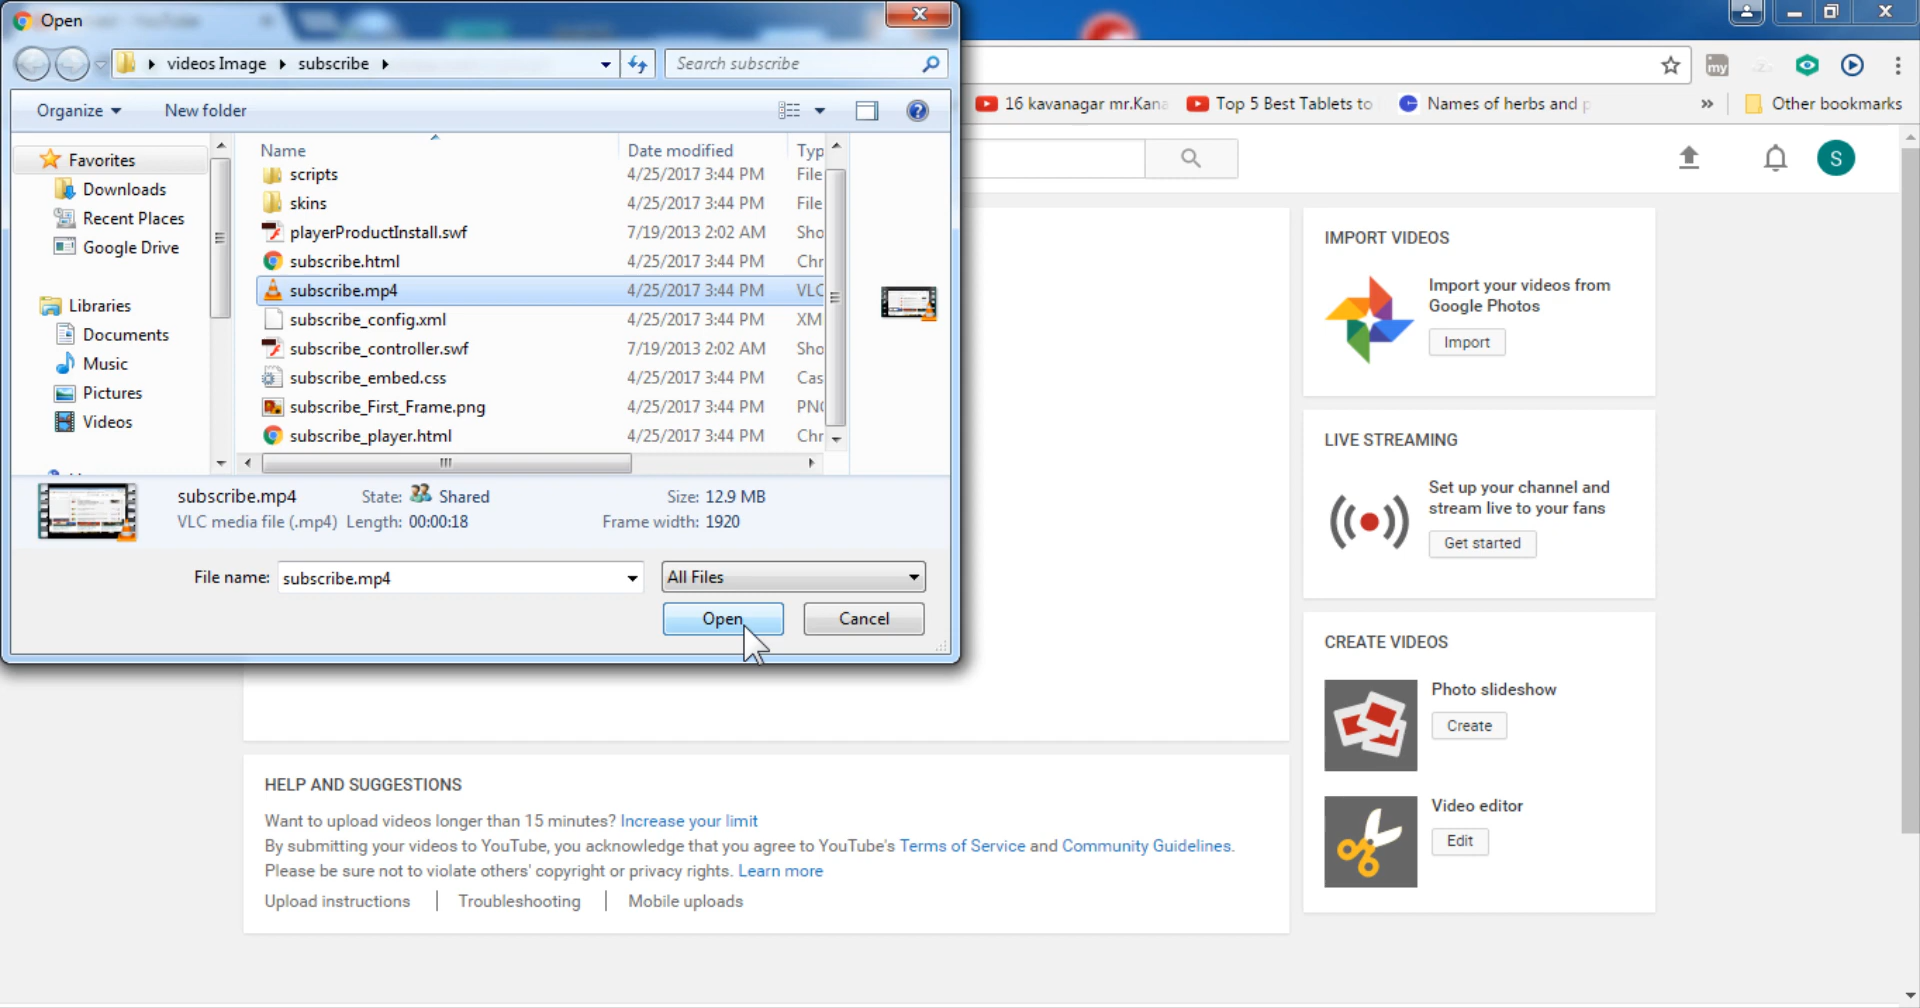 Open
videos Image
subscribe
Search subscribe
Organize
New folder
Favorites
Downloads
Recent Places
Google Drive
Libraries
Documents
Music
Pictures
Videos
Name Date modified Typ
scripts 4/25/2017 3:44 PM File
skins 4/25/2017 3:44 PM File
playerProductInstall.swf 7/19/2013 2:02 AM Sho
subscribe.html 4/25/2017 3:44 PM Chr
subscribe.mp4 4/25/2017 3:44 PM VLC
subscribe_config.xml 4/25/2017 3:44 PM XM
subscribe_controller.swf 7/19/2013 2:02 AM Sho
subscribe_embed.css 4/25/2017 3:44 PM Cas
subscribe_First_Frame.png 4/25/2017 3:44 PM PN
subscribe_player.html 4/25/2017 3:44 PM Chr
subscribe.mp4 State: Shared Size: 12.9 MB
VLC media file (.mp4) Length: 00:00:18 Frame width: 1920
File name: subscribe.mp4 All Files
Open Cancel
my
16 kavanagar mr.Kana
Top 5 Best Tablets to
Names of herbs and
» Other bookmarks
S
IMPORT VIDEOS
Import your videos from
Google Photos
Import
LIVE STREAMING
Set up your channel and
stream live to your fans
Get started
CREATE VIDEOS
Photo slideshow
Create
Video editor
Edit
HELP AND SUGGESTIONS
Want to upload videos longer than 15 minutes? Increase your limit
By submitting your videos to YouTube, you acknowledge that you agree to YouTube's Terms of Service and Community Guidelines.
Please be sure not to violate others' copyright or privacy rights. Learn more
Upload instructions | Troubleshooting | Mobile uploads